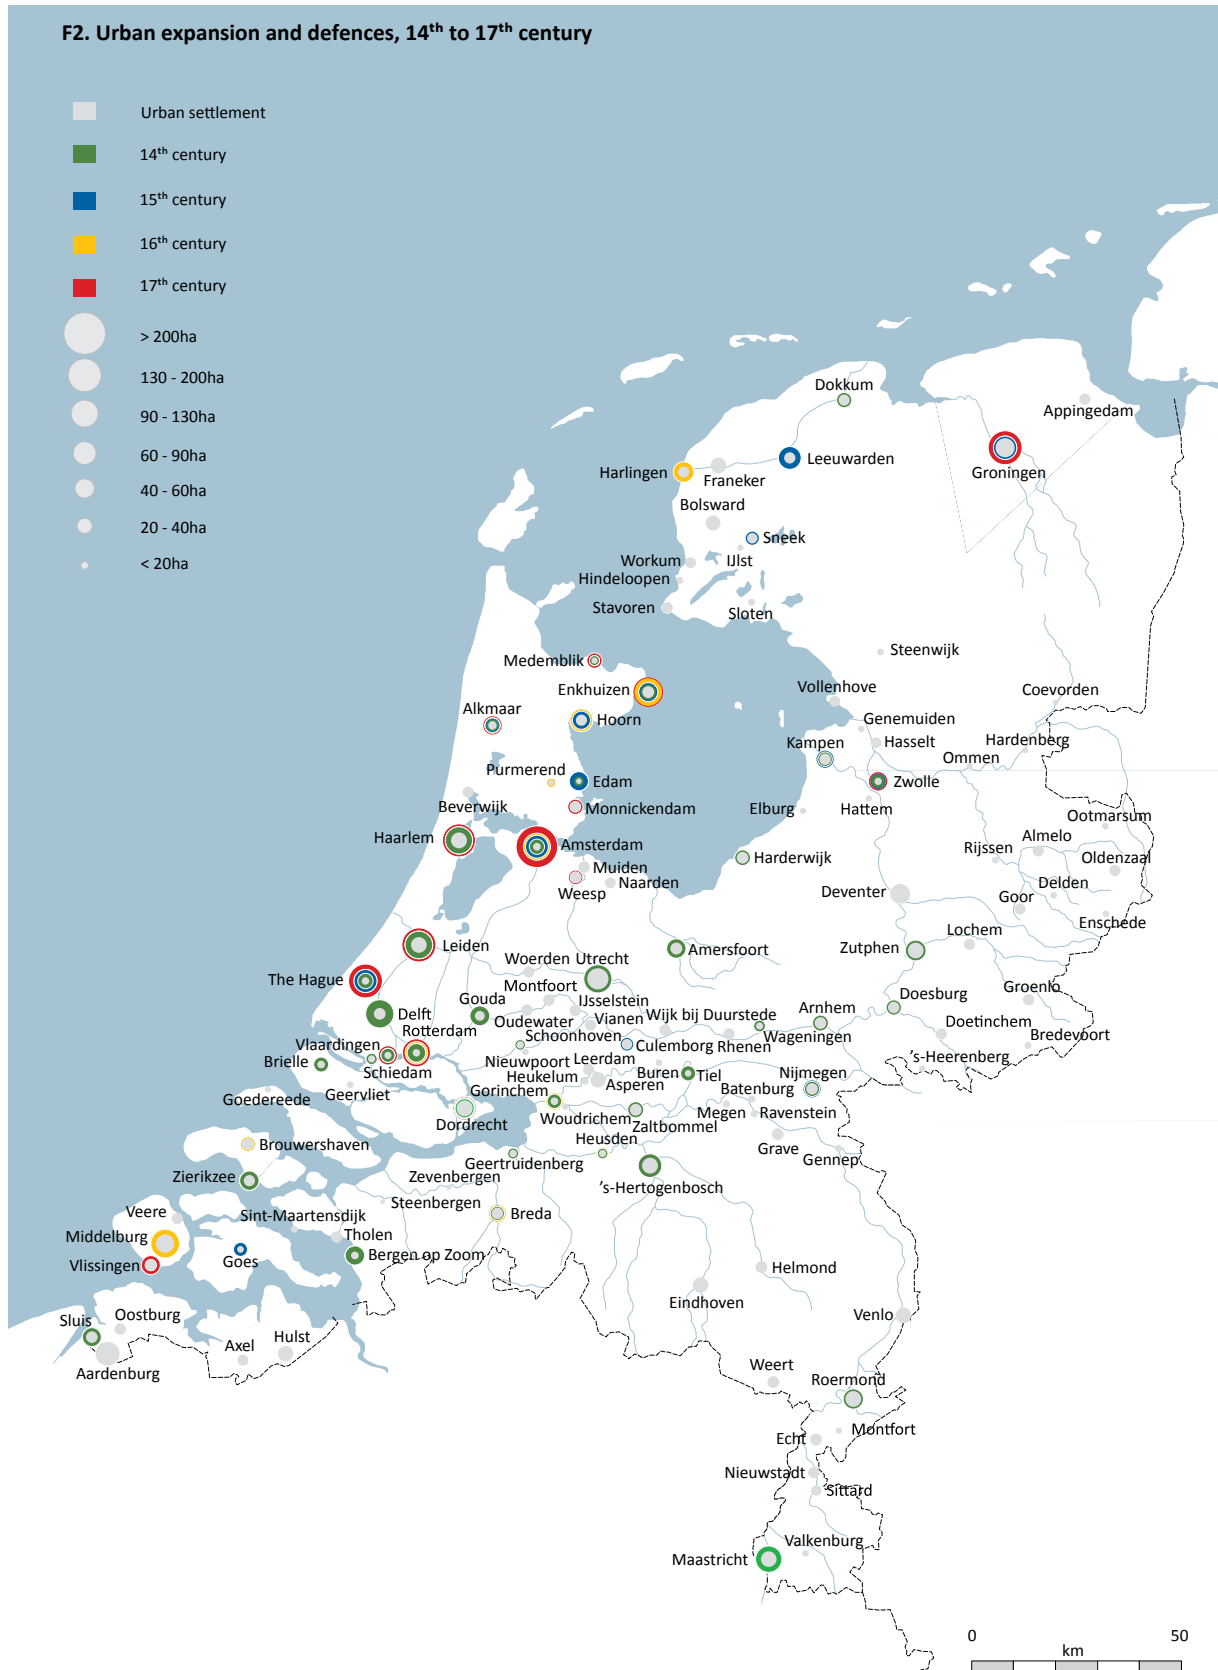 F2. Urban expansion and defences, 14th to 17th century
Urban settlement
14th century
15th century
16th century
17th century
> 200ha
130 - 200ha
90 - 130ha
60 - 90ha
40 - 60ha
20 - 40ha
< 20ha
Dokkum
Appingedam
Leeuwarden
Harlingen
Franeker
Groningen
Bolsward
Sneek
IJlst
Workum
Hindeloopen
Stavoren
Sloten
Steenwijk
Medemblik
Enkhuizen
Vollenhove
Coevorden
Alkmaar
Hoorn
Genemuiden
Kampen
Hasselt
Hardenberg
Ommen
Purmerend
Edam
Zwolle
Beverwijk
Monnickendam
Elburg
Hattem
Ootmarsum
Haarlem
Amsterdam
Almelo
Rijssen
Oldenzaal
Harderwijk
Muiden
Weesp
Naarden
Deventer
Delden
Goor
Enschede
Leiden
Amersfoort
Zutphen
Lochem
Woerden
Utrecht
The Hague
Montfoort
Groenlo
Gouda
IJsselstein
Doesburg
Delft
Oudewater
Vianen
Wijk bij Duurstede
Arnhem
Rotterdam
Schoonhoven
Doetinchem
Vlaardingen
Culemborg
Rhenen
Wageningen
Bredevoort
Brielle
Schiedam
Nieuwpoort
Leerdam
's-Heerenberg
Heukelum
Asperen
Buren
Tiel
Nijmegen
Geervliet
Gorinchem
Batenburg
Goedereede
Dordrecht
Woudrichem
Zaltbommel
Megen
Ravenstein
Heusden
Brouwershaven
Grave
Geertruidenberg
Gennep
Zierikzee
Zevenbergen
's-Hertogenbosch
Steenbergen
Veere
Sint-Maartensdijk
Breda
Middelburg
Tholen
Vlissingen
Goes
Bergen op Zoom
Helmond
Eindhoven
Venlo
Sluis
Oostburg
Axel
Hulst
Aardenburg
Weert
Roermond
Montfort
Echt
Nieuwstadt
Sittard
Valkenburg
Maastricht
0 50
km